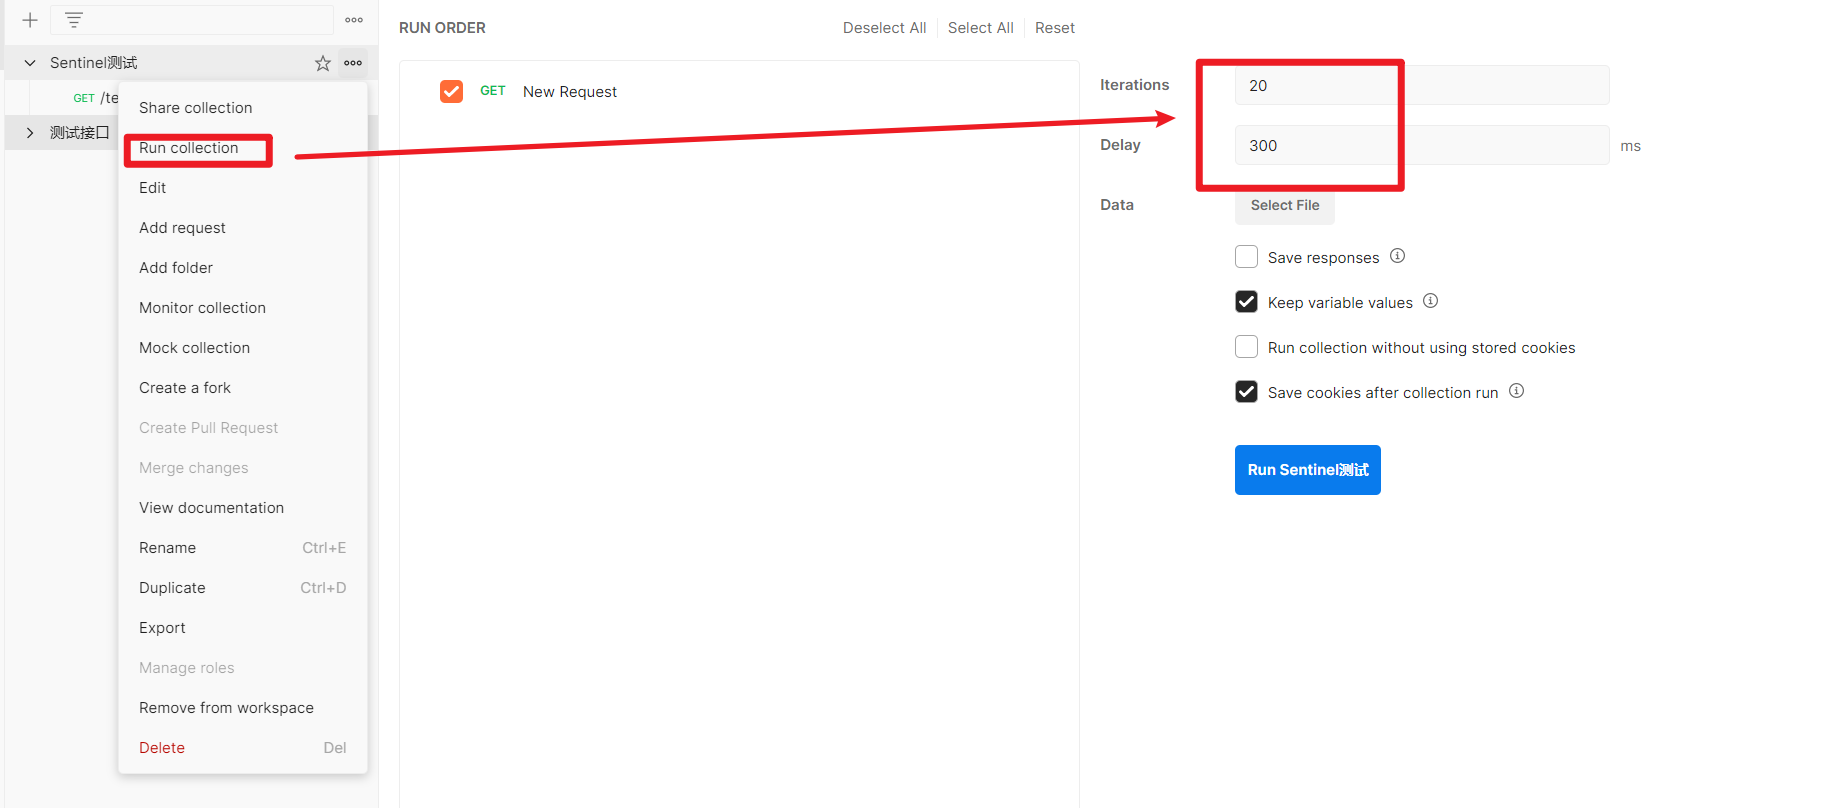 Sentinel测试
GET /te
测试接口
Share collection
Run collection
Edit
Add request
Add folder
Monitor collection
Mock collection
Create a fork
Create Pull Request
Merge changes
View documentation
Rename Ctrl+E
Duplicate Ctrl+D
Export
Manage roles
Remove from workspace
Delete Del
RUN ORDER Deselect All Select All Reset
GET New Request
Iterations 20
Delay 300 ms
Data Select File
Save responses
Keep variable values
Run collection without using stored cookies
Save cookies after collection run
Run Sentinel测试